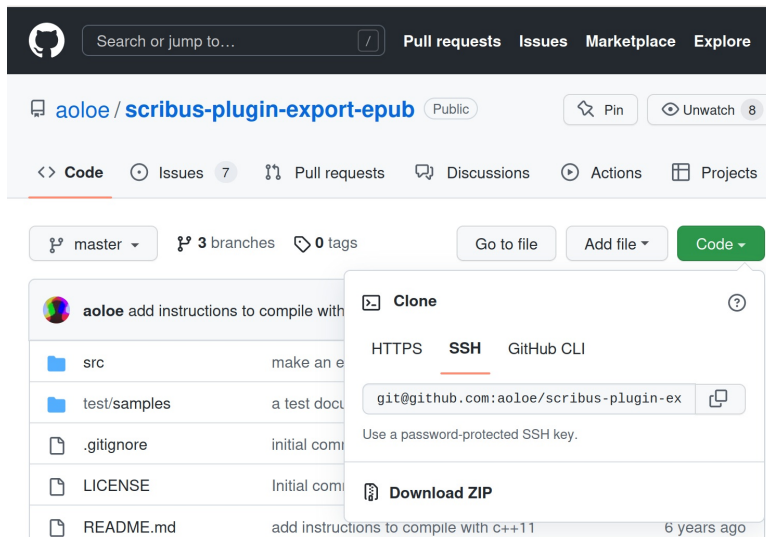 Search or jump to… / Pull requests Issues Marketplace Explore
aoloe / scribus-plugin-export-epub Public Pin Unwatch 8
Code Issues 7 Pull requests Discussions Actions Projects
master 3 branches 0 tags Go to file Add file Code
aoloe add instructions to compile with
Clone
HTTPS SSH GitHub CLI
git@github.com:aoloe/scribus-plugin-ex
Use a password-protected SSH key.
Download ZIP
src make an e
test/samples a test docu
.gitignore initial comm
LICENSE Initial com
README.md add instructions to compile with c++11 6 years ago